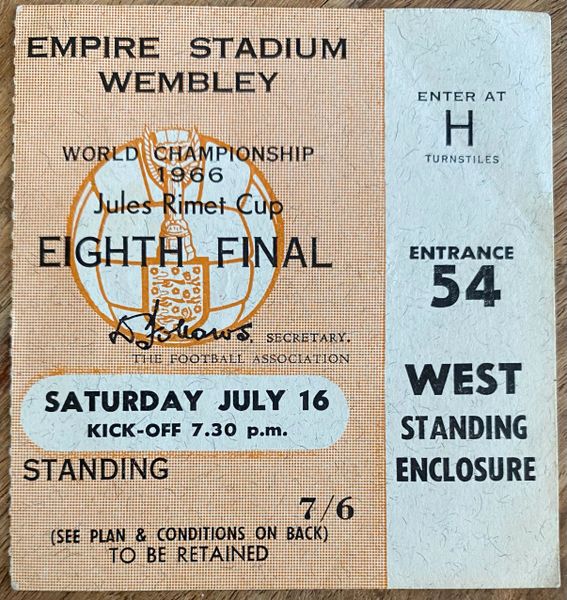 EMPIRE STADIUM
WEMBLEY
WORLD CHAMPIONSHIP
1966
Jules Rimet Cup
EIGHTH FINAL
D Follows. SECRETARY.
THE FOOTBALL ASSOCIATION
SATURDAY JULY 16
KICK-OFF 7.30 p.m.
STANDING
7/6
(SEE PLAN & CONDITIONS ON BACK)
TO BE RETAINED
ENTER AT
H
TURNSTILES
ENTRANCE
54
WEST
STANDING
ENCLOSURE